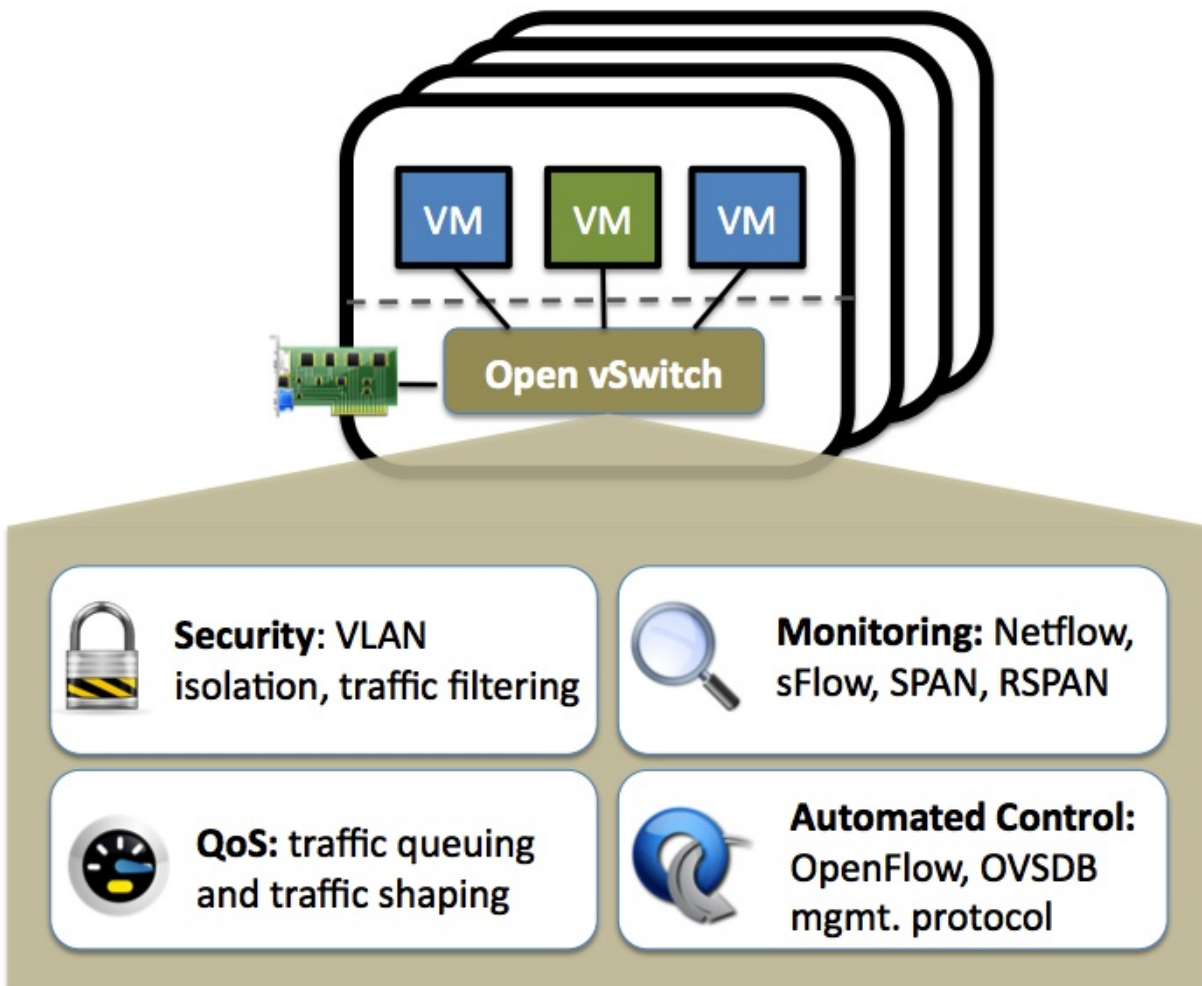 VM VM VM
Open vSwitch
Security: VLAN
isolation, traffic filtering
Monitoring: Netflow,
sFlow, SPAN, RSPAN
QoS: traffic queuing
and traffic shaping
Automated Control:
OpenFlow, OVSDB
mgmt. protocol